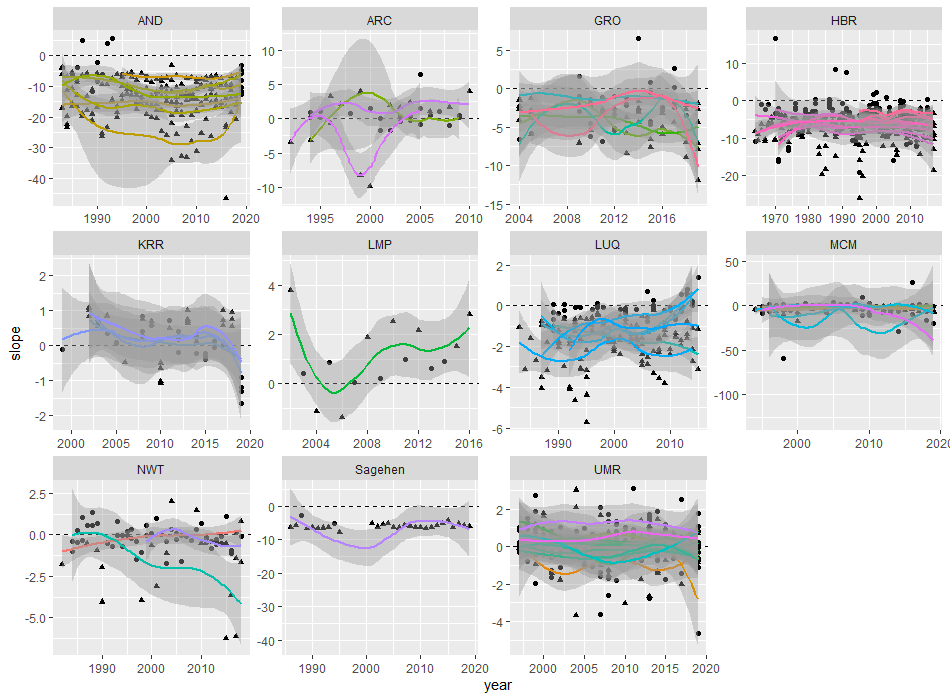 AND ARC GRO HBR
0 -10 -20 -30 -40
10 5 0 -5 -10
5 0 -5 -10 -15
10 0 -10 -20
1990 2000 2010 2020
1995 2000 2005 2010
2004 2008 2012 2016
1970 1980 1990 2000 2010
KRR LMP LUQ MCM
2 1 0 -1 -2
4 2 0
2 0 -2 -4 -6
50 0 -50 -100
2000 2005 2010 2015 2020
2004 2008 2012 2016
1990 2000 2010
2000 2010 2020
slope
NWT Sagehen UMR
2.5 0.0 -2.5 -5.0
0 -10 -20 -30 -40
2 0 -2 -4
1990 2000 2010
1990 2000 2010 2020
2000 2005 2010 2015 2020
year